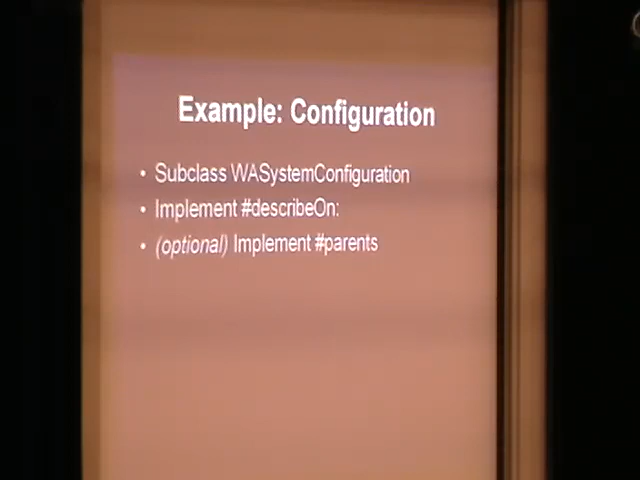 Example: Configuration
• Subclass WASystemConfiguration
• Implement #describeOn:
• (optional) Implement #parents